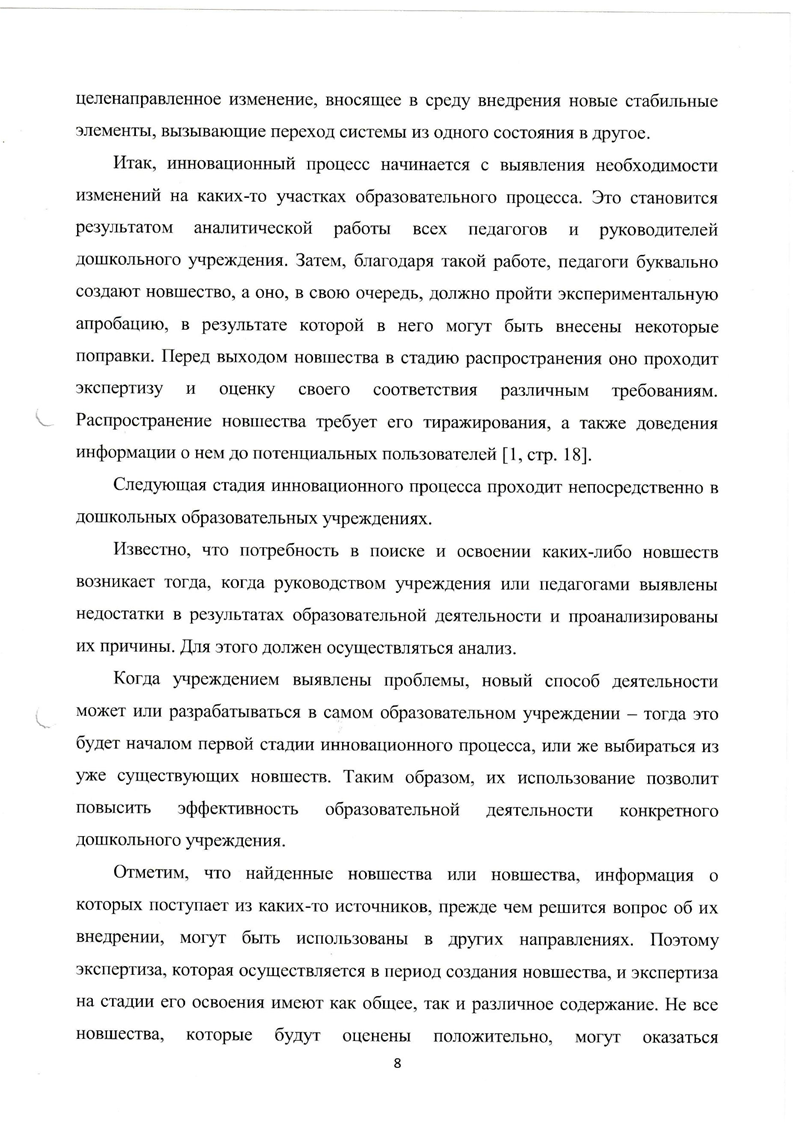 целенаправленное изменение, вносящее в среду внедрения новые стабильные
элементы, вызывающие переход системы из одного состояния в другое.
Итак, инновационный процесс начинается с выявления необходимости
изменений на каких-то участках образовательного процесса. Это становится
результатом аналитической работы всех педагогов и руководителей
дошкольного учреждения. Затем, благодаря такой работе, педагоги буквально
создают новшество, а оно, в свою очередь, должно пройти экспериментальную
апробацию, в результате которой в него могут быть внесены некоторые
поправки. Перед выходом новшества в стадию распространения оно проходит
экспертизу и оценку своего соответствия различным требованиям.
Распространение новшества требует его тиражирования, а также доведения
информации о нем до потенциальных пользователей [1, стр. 18].
Следующая стадия инновационного процесса проходит непосредственно в
дошкольных образовательных учреждениях.
Известно, что потребность в поиске и освоении каких-либо новшеств
возникает тогда, когда руководством учреждения или педагогами выявлены
недостатки в результатах образовательной деятельности и проанализированы
их причины. Для этого должен осуществляться анализ.
Когда учреждением выявлены проблемы, новый способ деятельности
может или разрабатываться в самом образовательном учреждении – тогда это
будет началом первой стадии инновационного процесса, или же выбираться из
уже существующих новшеств. Таким образом, их использование позволит
повысить эффективность образовательной деятельности конкретного
дошкольного учреждения.
Отметим, что найденные новшества или новшества, информация о
которых поступает из каких-то источников, прежде чем решится вопрос об их
внедрении, могут быть использованы в других направлениях. Поэтому
экспертиза, которая осуществляется в период создания новшества, и экспертиза
на стадии его освоения имеют как общее, так и различное содержание. Не все
новшества, которые будут оценены положительно, могут оказаться
8